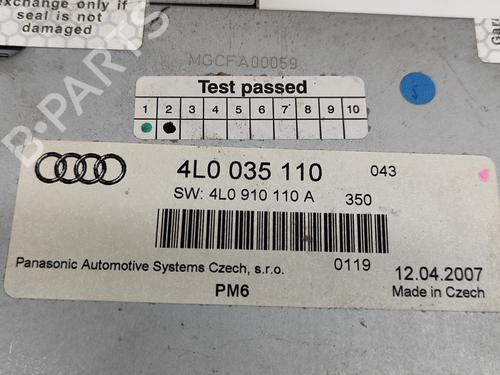 exchange only if
seal is not
damaged
Gar
MGCFA00059
Test passed
1 2 3 4 5 6 7 8 9 10
5
4L0 035 110 043
SW: 4L0 910 110 A 350
Panasonic Automotive Systems Czech, s.r.o. 0119
12.04.2007
PM6
Made in Czech
B-PARTS